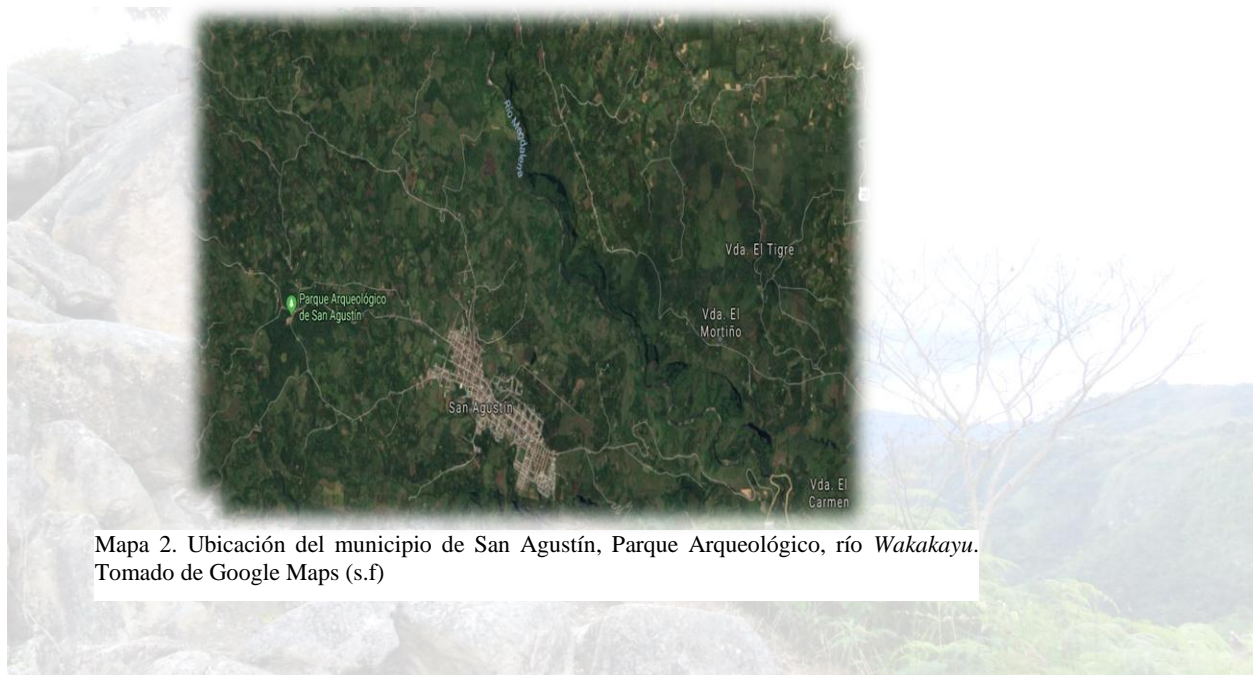 Río Magdalena
Vda. El Tigre
Parque Arqueológico
de San Agustín
Vda. El
Mortiño
San Agustín
Vda. El
Carmen
Mapa 2. Ubicación del municipio de San Agustín, Parque Arqueológico, río Wakakayu.
Tomado de Google Maps (s.f)